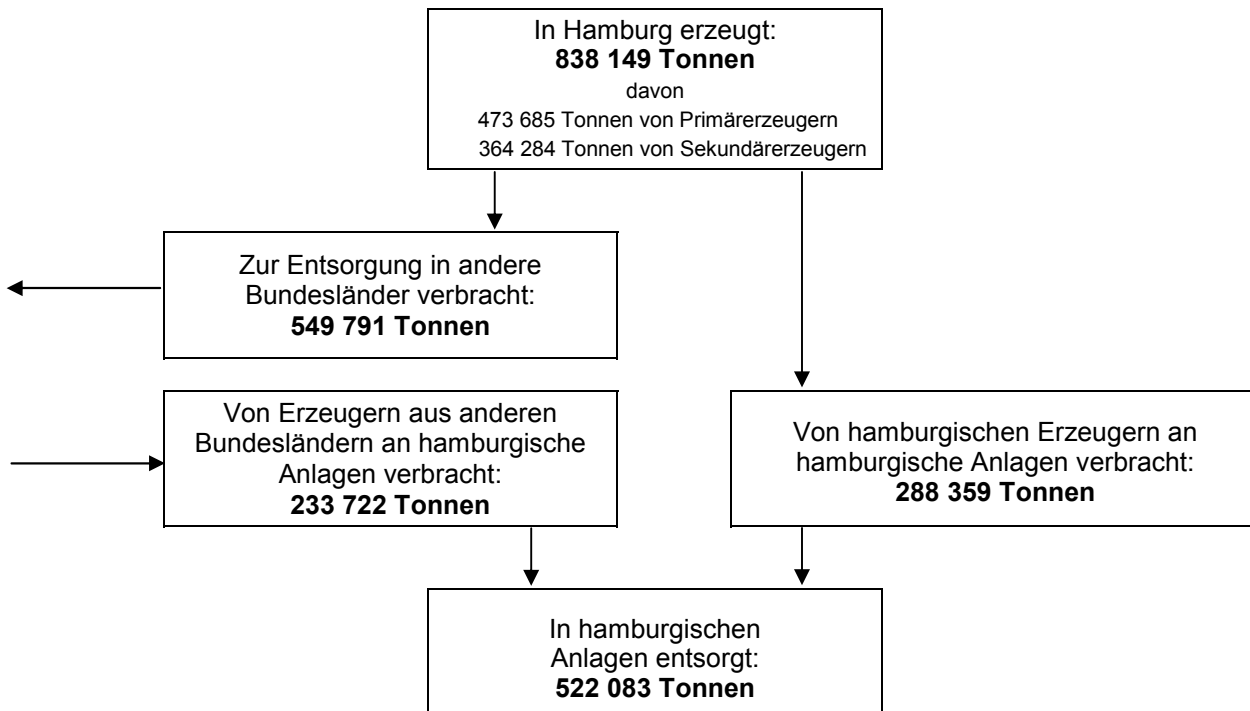 In Hamburg erzeugt:
838 149 Tonnen
davon
473 685 Tonnen von Primärerzeugern
364 284 Tonnen von Sekundärerzeugern
Zur Entsorgung in andere
Bundesländer verbracht:
549 791 Tonnen
Von Erzeugern aus anderen
Bundesländern an hamburgische
Anlagen verbracht:
233 722 Tonnen
Von hamburgischen Erzeugern an
hamburgische Anlagen verbracht:
288 359 Tonnen
In hamburgischen
Anlagen entsorgt:
522 083 Tonnen